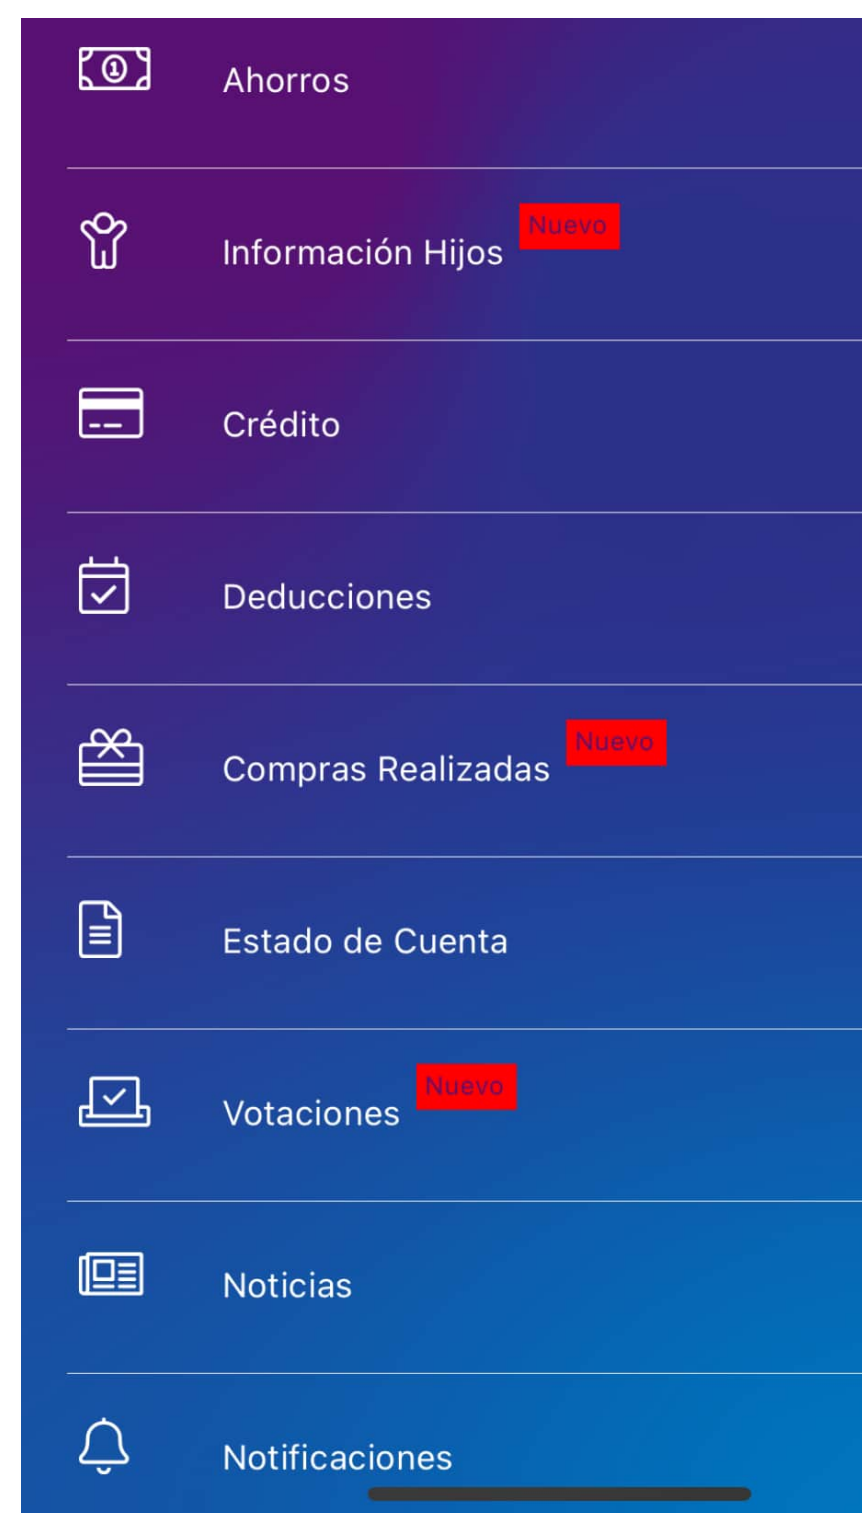 Ahorros
Información Hijos Nuevo
Crédito
Deducciones
Compras Realizadas Nuevo
Estado de Cuenta
Votaciones Nuevo
Noticias
Notificaciones